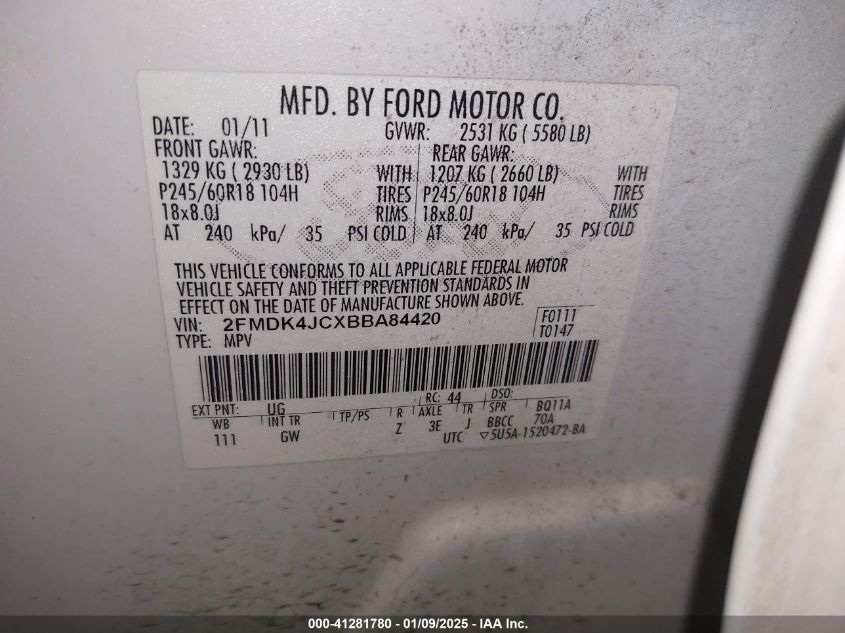 MFD. BY FORD MOTOR CO.
DATE: 01/11 GVWR: 2531 KG ( 5580 LB)
FRONT GAWR: REAR GAWR:
1329 KG ( 2930 LB) WITH 1207 KG ( 2660 LB) WITH
P245/60R18 104H TIRES P245/60R18 104H TIRES
18x8.0J RIMS 18x8.0J RIMS
AT 240 kPa/ 35 PSI COLD AT 240 kPa/ 35 PSI COLD
THIS VEHICLE CONFORMS TO ALL APPLICABLE FEDERAL MOTOR
VEHICLE SAFETY AND THEFT PREVENTION STANDARDS IN
EFFECT ON THE DATE OF MANUFACTURE SHOWN ABOVE.
VIN: 2FMDK4JCXBBA84420 F0111
TYPE: MPV T0147
EXT PNT: UG RC: 44 DSO:
WB INT TR TP/PS R AXLE TR SPR BQ11A
111 GW Z 3E J BBCC 70A
UTC ▽5U5A-1520472-BA
000-41281780 - 01/09/2025 - IAA Inc.